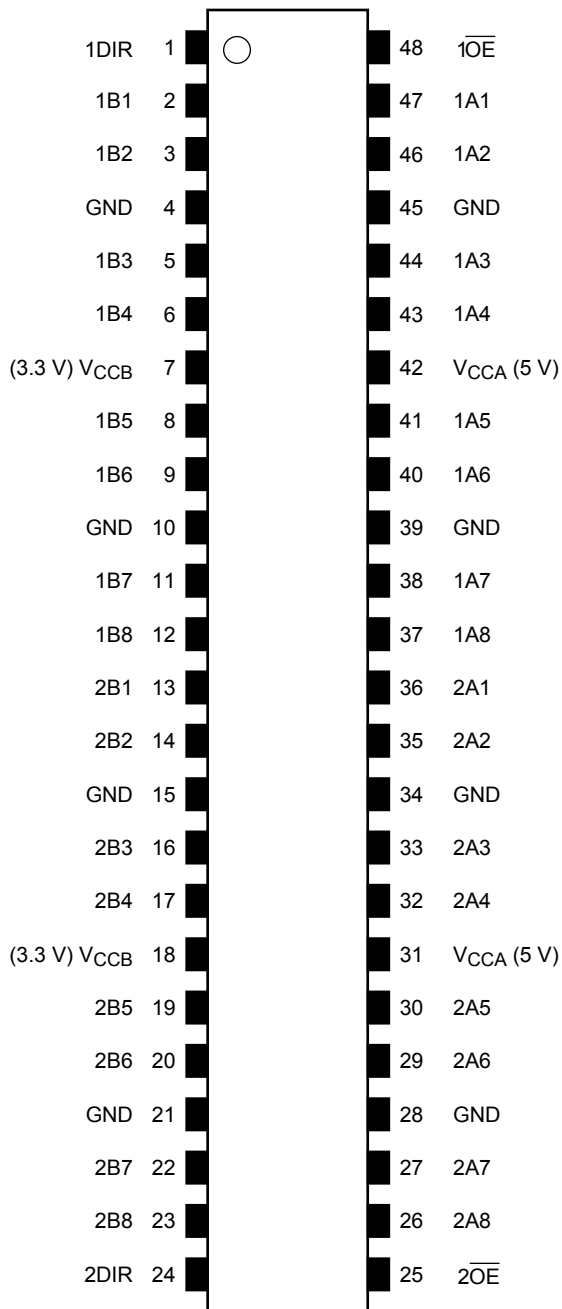 1DIR 1 48 1O̅E̅
1B1 2 47 1A1
1B2 3 46 1A2
GND 4 45 GND
1B3 5 44 1A3
1B4 6 43 1A4
(3.3 V) VCCB 7 42 VCCA (5 V)
1B5 8 41 1A5
1B6 9 40 1A6
GND 10 39 GND
1B7 11 38 1A7
1B8 12 37 1A8
2B1 13 36 2A1
2B2 14 35 2A2
GND 15 34 GND
2B3 16 33 2A3
2B4 17 32 2A4
(3.3 V) VCCB 18 31 VCCA (5 V)
2B5 19 30 2A5
2B6 20 29 2A6
GND 21 28 GND
2B7 22 27 2A7
2B8 23 26 2A8
2DIR 24 25 2O̅E̅